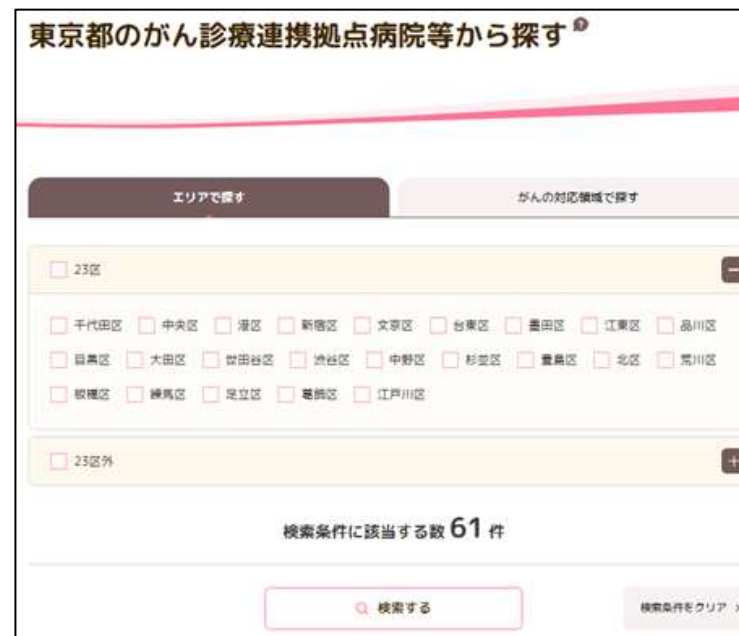 東京都のがん診療連携拠点病院等から探す ?
エリアで探す
がんの対応領域で探す
23区
千代田区 中央区 港区 新宿区 文京区 台東区 墨田区 江東区 品川区
目黒区 大田区 世田谷区 渋谷区 中野区 杉並区 豊島区 北区 荒川区
板橋区 練馬区 足立区 葛飾区 江戸川区
23区外
検索条件に該当する数 61 件
検索する
検索条件をクリア